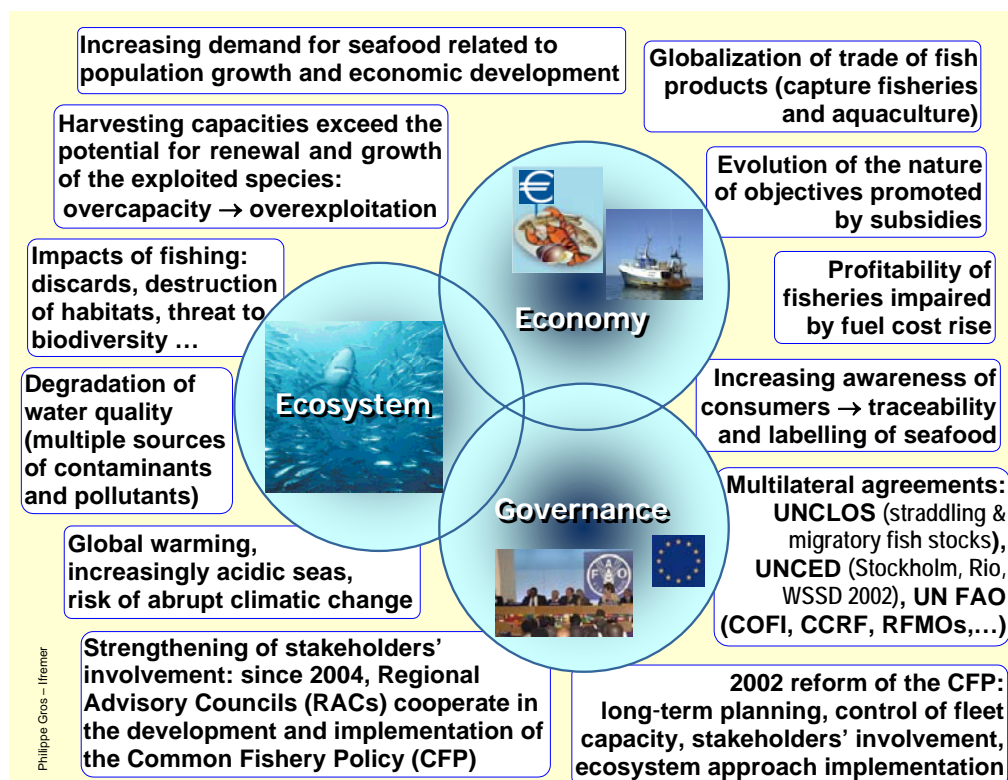 Increasing demand for seafood related to
population growth and economic development
Globalization of trade of fish
products (capture fisheries
and aquaculture)
Harvesting capacities exceed the
potential for renewal and growth
of the exploited species:
overcapacity → overexploitation
Evolution of the nature
of objectives promoted
by subsidies
Impacts of fishing:
discards, destruction
of habitats, threat to
biodiversity …
Profitability of
fisheries impaired
by fuel cost rise
€
Economy
Ecosystem
Degradation of
water quality
(multiple sources
of contaminants
and pollutants)
Increasing awareness of
consumers → traceability
and labelling of seafood
Governance
FAO
Multilateral agreements:
UNCLOS (straddling &
migratory fish stocks),
UNCED (Stockholm, Rio,
WSSD 2002), UN FAO
(COFI, CCRF, RFMOs,…)
Global warming,
increasingly acidic seas,
risk of abrupt climatic change
Strengthening of stakeholders’
involvement: since 2004, Regional
Advisory Councils (RACs) cooperate in
the development and implementation of
the Common Fishery Policy (CFP)
2002 reform of the CFP:
long-term planning, control of fleet
capacity, stakeholders’ involvement,
ecosystem approach implementation
Philippe Gros – Ifremer